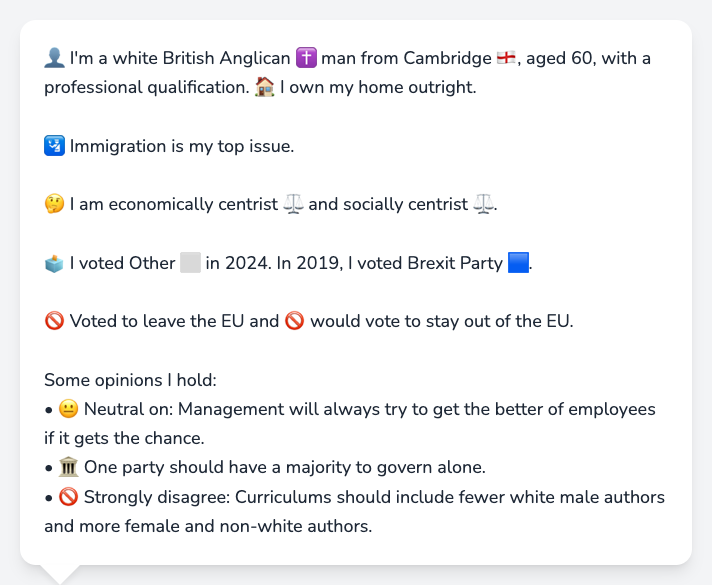 👤 I'm a white British Anglican ✝️ man from Cambridge 🏴󠁧󠁢󠁥󠁮󠁧󠁿, aged 60, with a
professional qualification. 🏠 I own my home outright.
🛂 Immigration is my top issue.
🤔 I am economically centrist ⚖️ and socially centrist ⚖️.
🗳️ I voted Other ⬜ in 2024. In 2019, I voted Brexit Party 🟦.
🚫 Voted to leave the EU and 🚫 would vote to stay out of the EU.
Some opinions I hold:
• 😐 Neutral on: Management will always try to get the better of employees
if it gets the chance.
• 🏛️ One party should have a majority to govern alone.
• 🚫 Strongly disagree: Curriculums should include fewer white male authors
and more female and non-white authors.